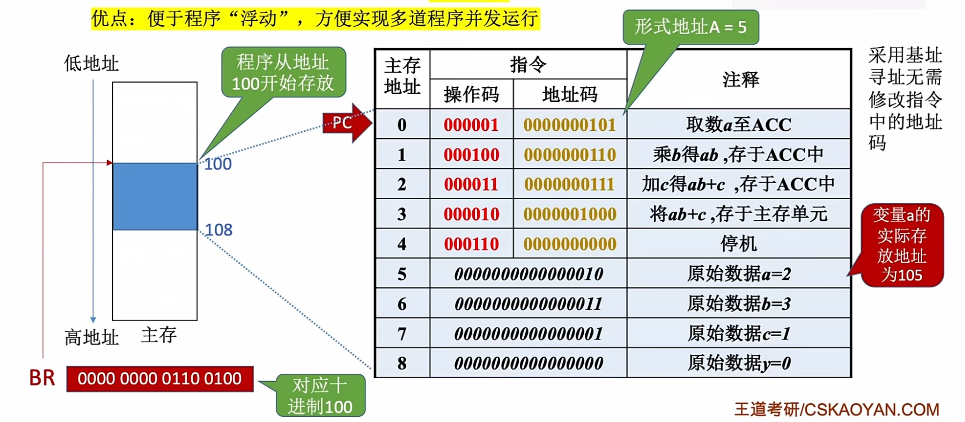 优点：便于程序“浮动”，方便实现多道程序并发运行
形式地址A = 5
低地址
程序从地址
100开始存放
采用基址
寻址无需
修改指令
中的地址
码
主存
地址
指令
注释
操作码
地址码
PC
0 000001 0000000101 取数a至ACC
1 000100 0000000110 乘b得ab ,存于ACC中
2 000011 0000000111 加c得ab+c ,存于ACC中
3 000010 0000001000 将ab+c ,存于主存单元
4 000110 0000000000 停机
5 0000000000000010 原始数据a=2
6 0000000000000011 原始数据b=3
7 0000000000000001 原始数据c=1
8 0000000000000000 原始数据y=0
100
108
变量a的
实际存
放地址
为105
高地址
主存
BR
0000 0000 0110 0100
对应十
进制100
王道考研/CSKAOYAN.COM